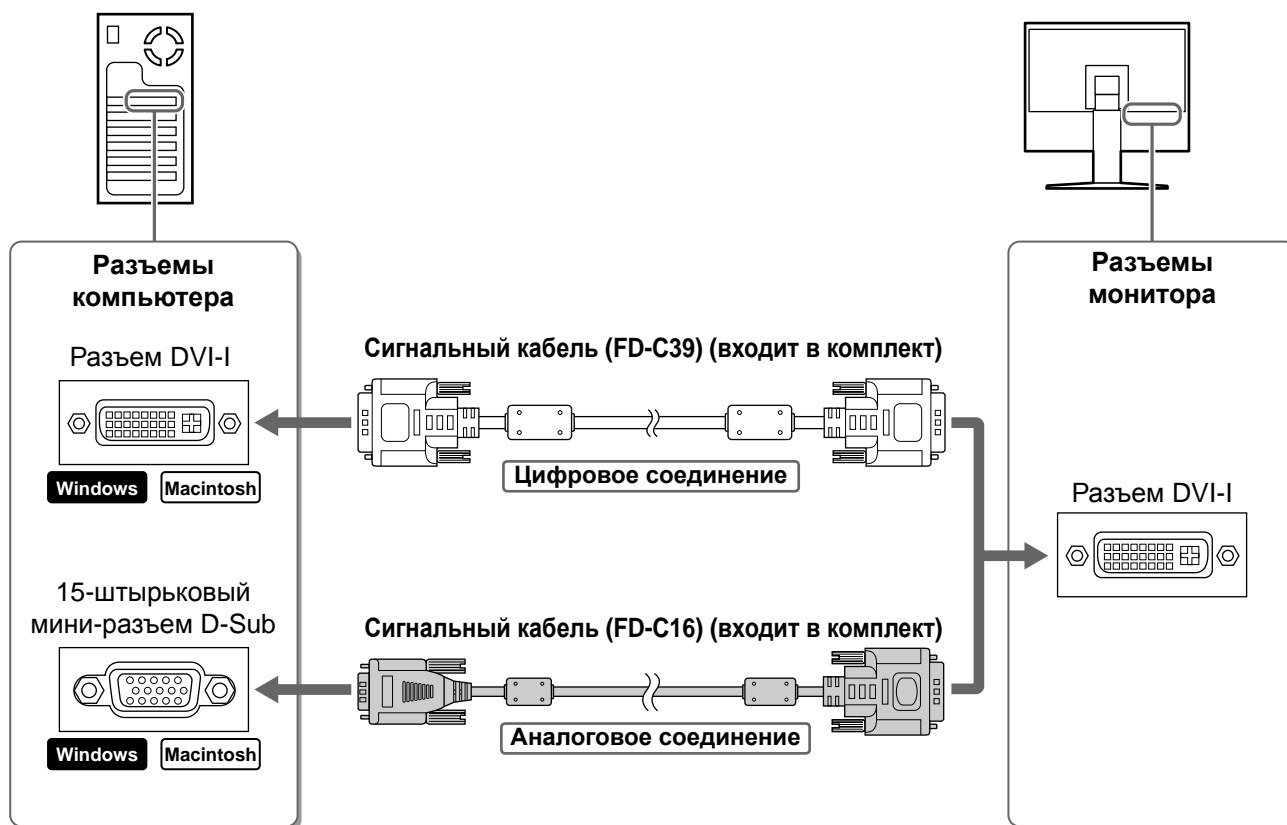 Разъемы
компьютера
Разъем DVI-I
Windows Macintosh
15-штырьковый
мини-разъем D-Sub
Windows Macintosh
Сигнальный кабель (FD-C39) (входит в комплект)
Цифровое соединение
Сигнальный кабель (FD-C16) (входит в комплект)
Аналоговое соединение
Разъемы
монитора
Разъем DVI-I